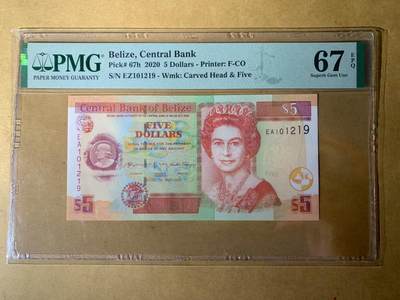 PMG
PAPER MONEY GUARANTY
Belize, Central Bank
Pick# 67h 2020 5 Dollars - Printer: F-CO
S/N EZ101219 - Wmk: Carved Head & Five
67 EPQ
Superb Gem Unc
Central Bank of Belize
$5
FIVE
DOLLARS
EA101219
EA101219
$5
$5